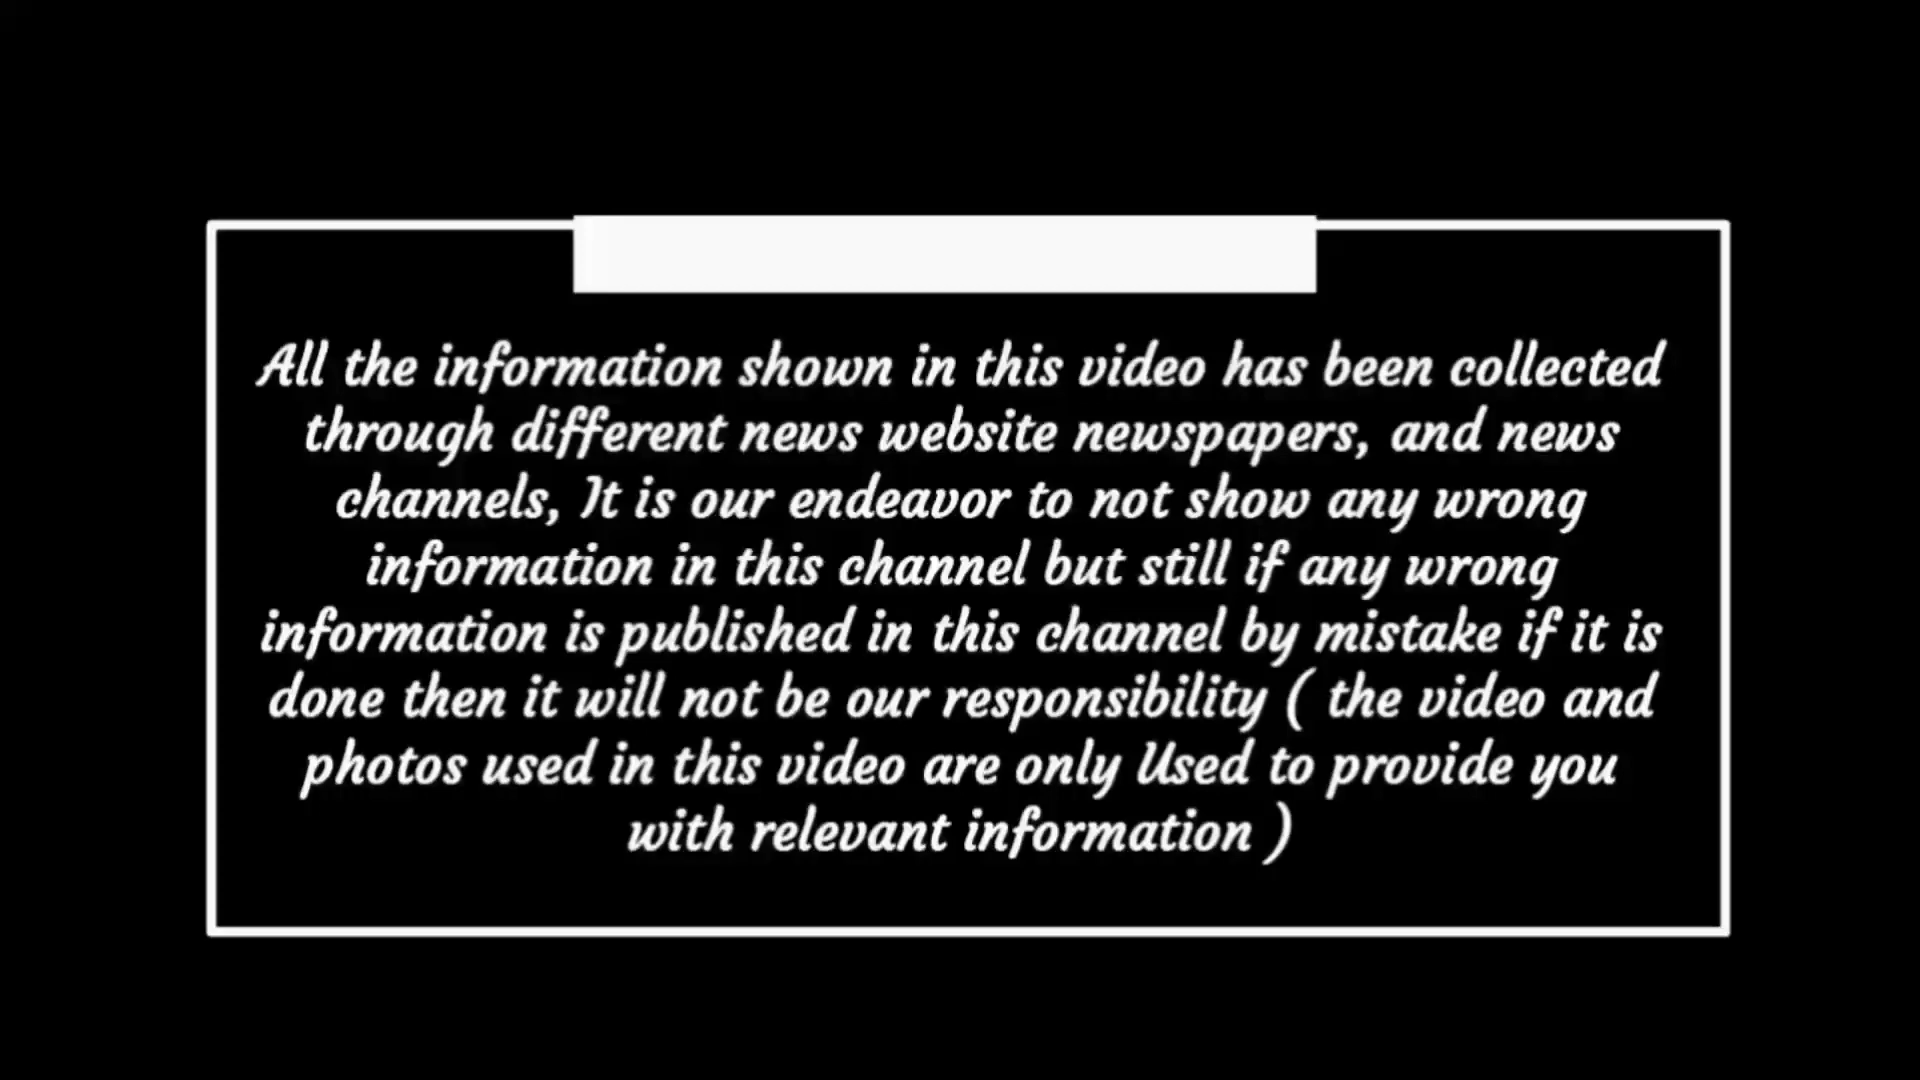 All the information shown in this video has been collected
through different news website newspapers, and news
channels, It is our endeavor to not show any wrong
information in this channel but still if any wrong
information is published in this channel by mistake if it is
done then it will not be our responsibility ( the video and
photos used in this video are only Used to provide you
with relevant information )